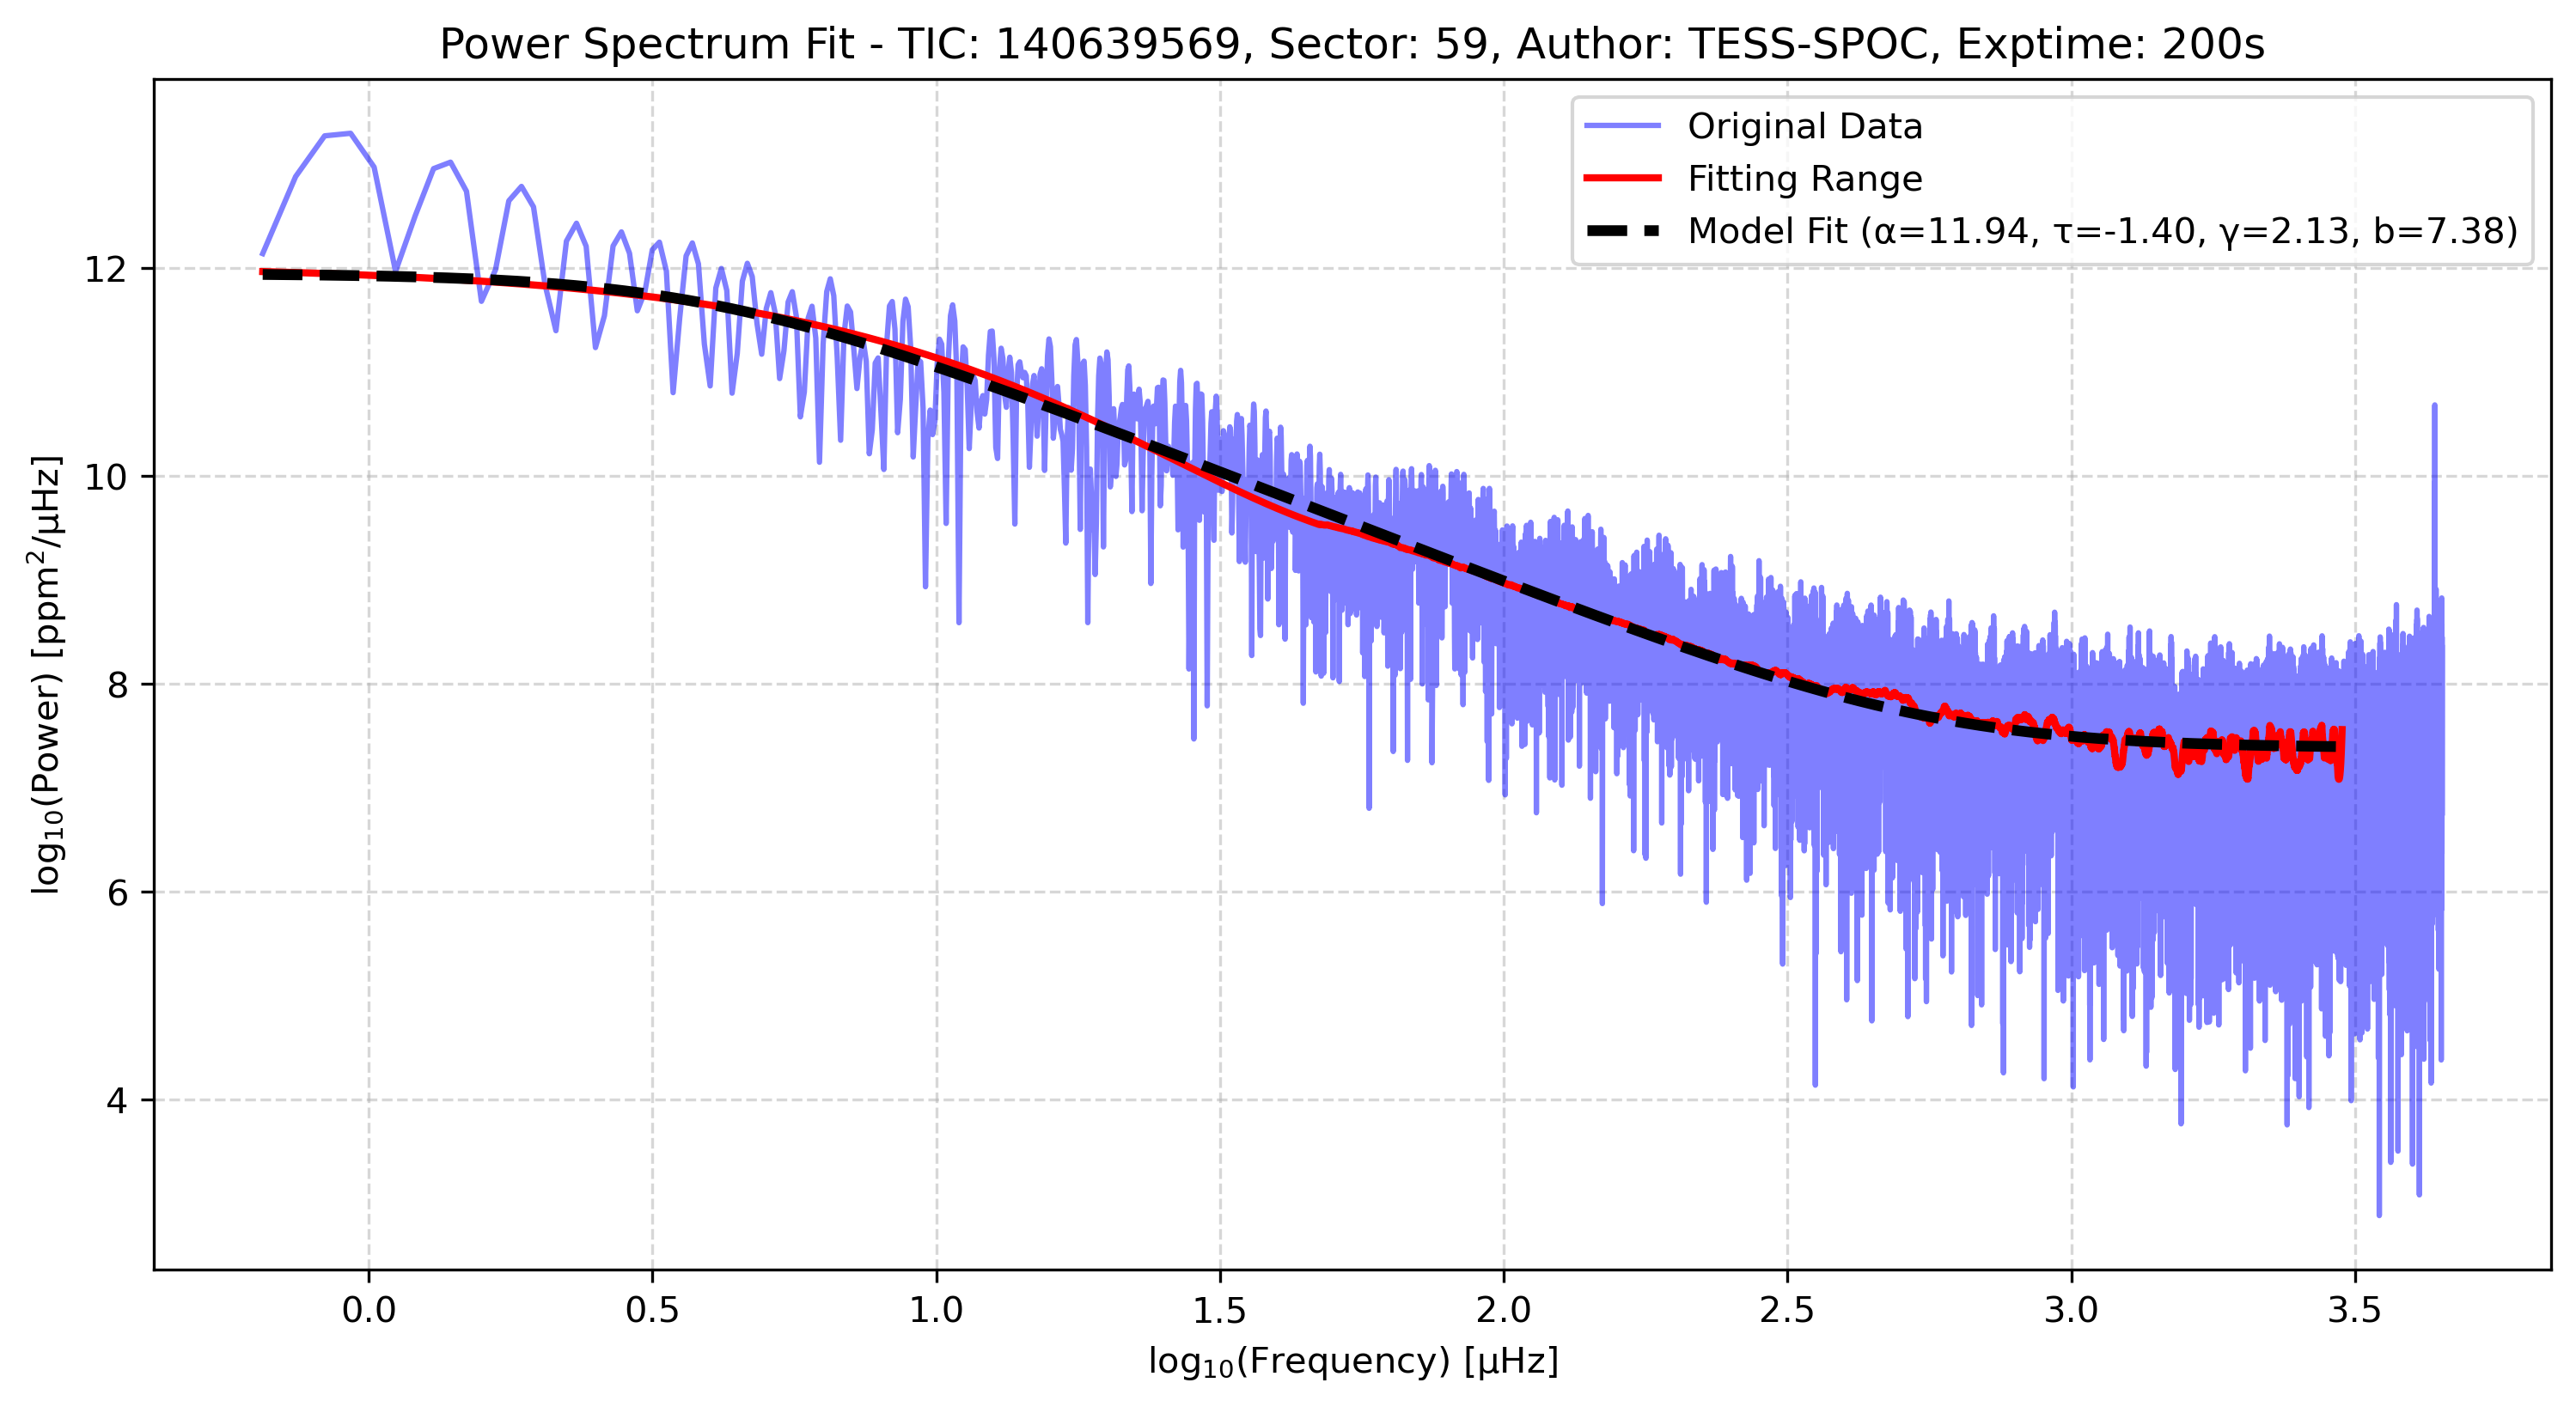 Power Spectrum Fit - TIC: 140639569, Sector: 59, Author: TESS-SPOC, Exptime: 200s
Original Data
Fitting Range
Model Fit (α=11.94, τ=-1.40, γ=2.13, b=7.38)
log₁₀(Power) [ppm²/μHz]
12
10
8
6
4
0.0 0.5 1.0 1.5 2.0 2.5 3.0 3.5
log₁₀(Frequency) [μHz]